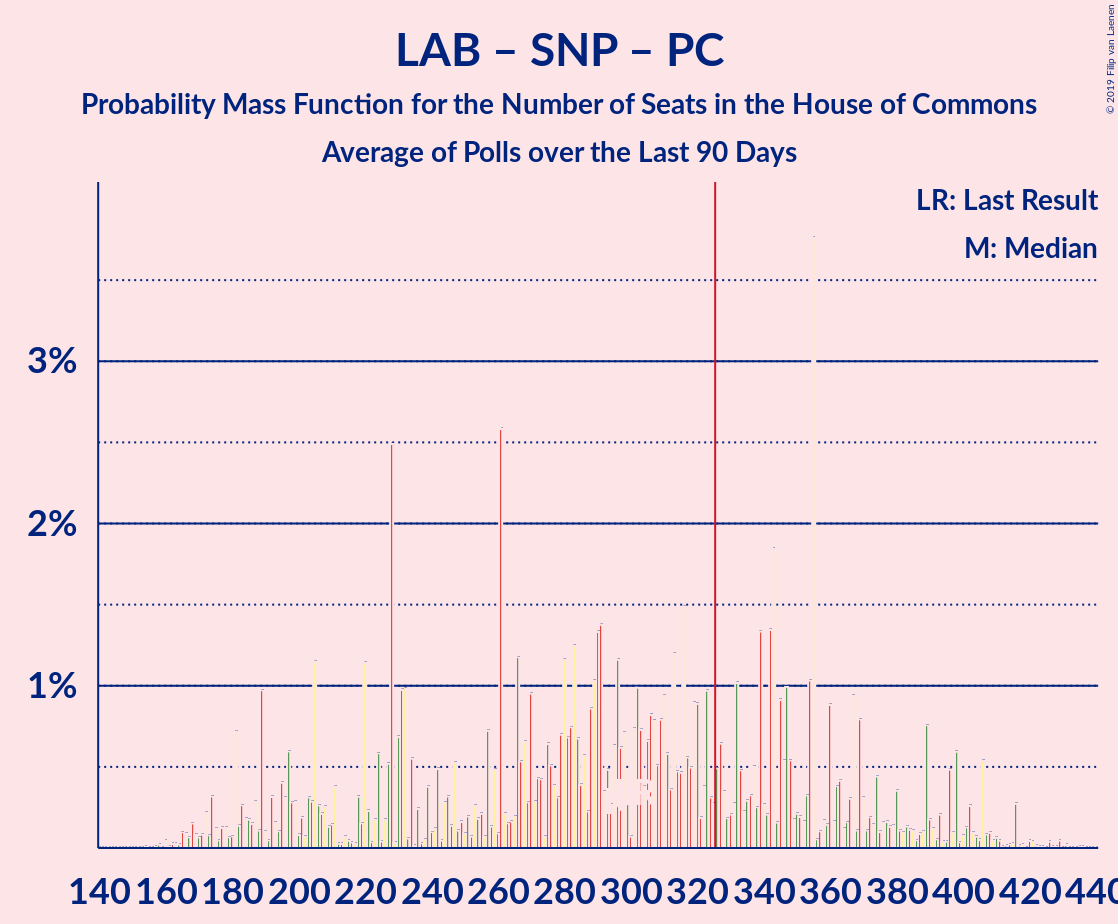 LAB – SNP – PC
Probability Mass Function for the Number of Seats in the House of Commons
Average of Polls over the Last 90 Days
© 2019 Filip van Laenen
LR: Last Result
M: Median
3%
2%
1%
140 160 180 200 220 240 260 280 300 320 340 360 380 400 420 440